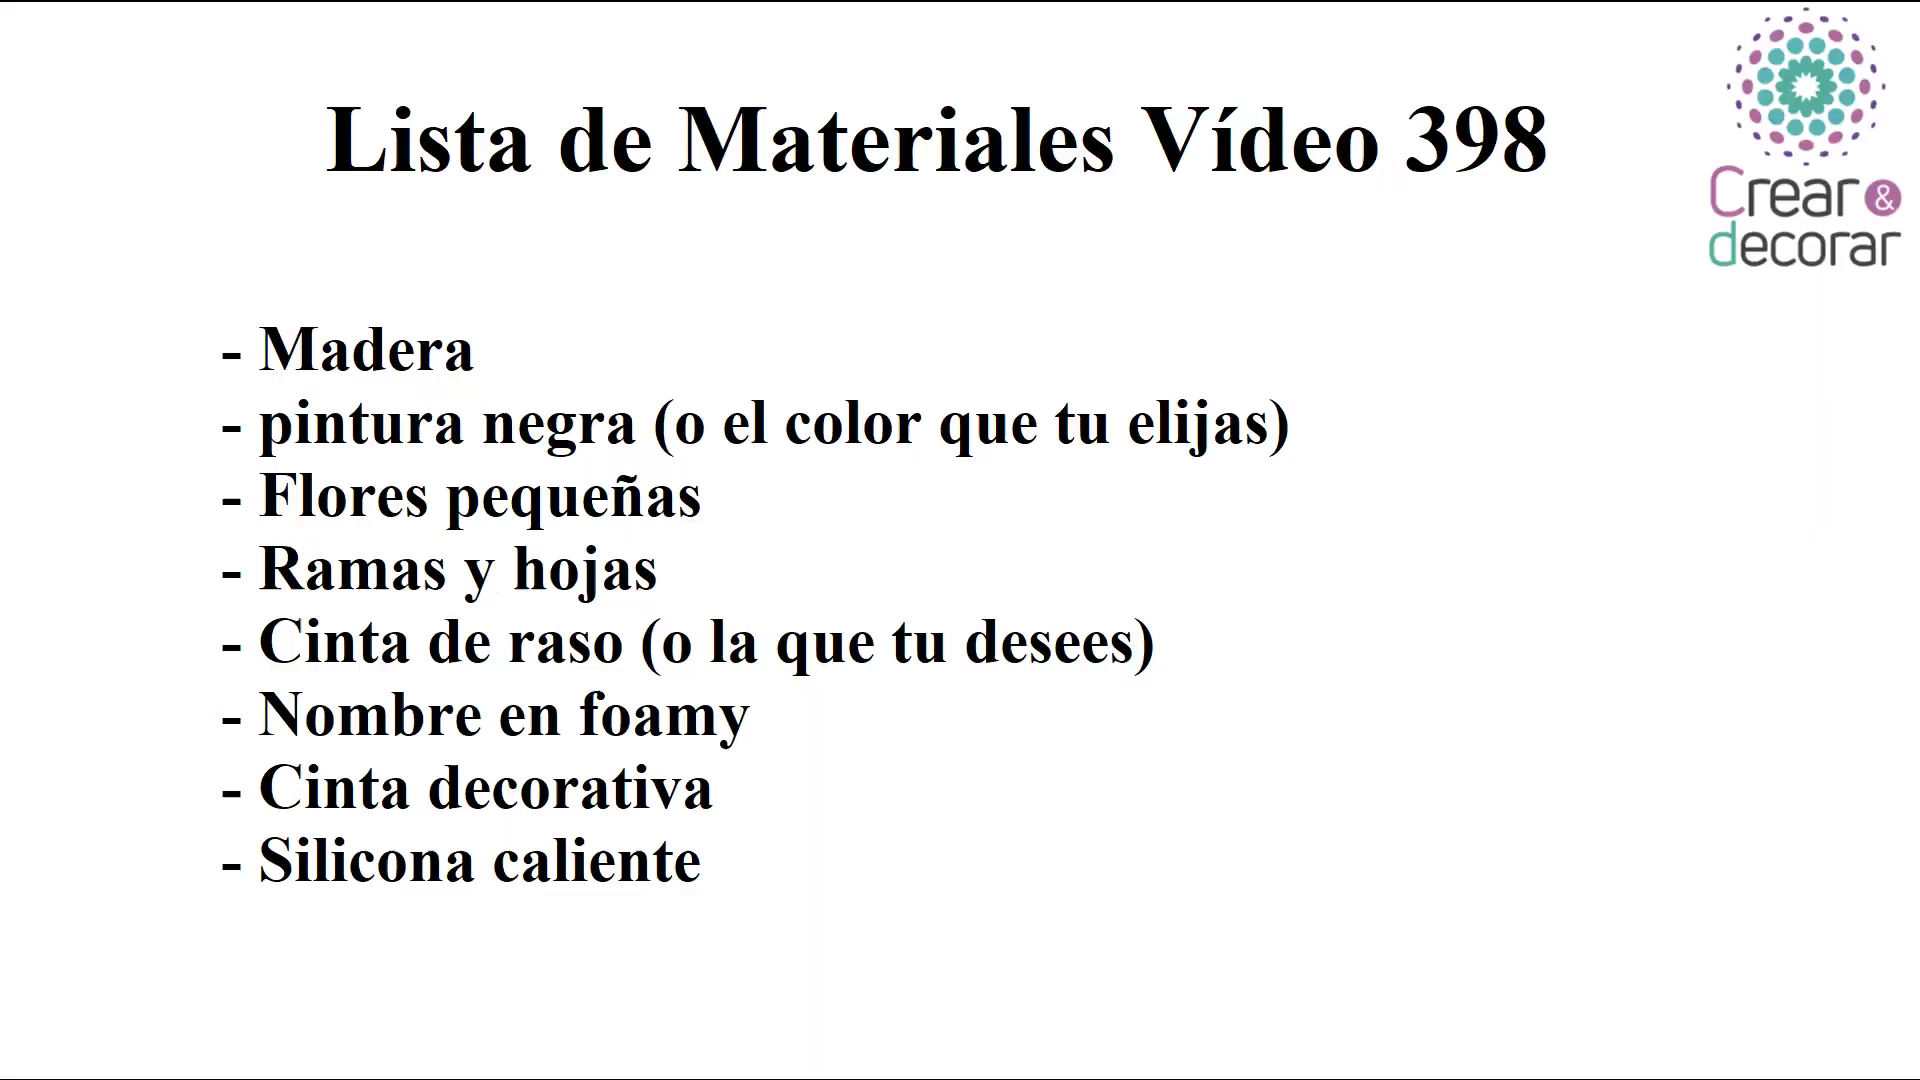 Lista de Materiales Vídeo 398
Crear &
decorar
- Madera
- pintura negra (o el color que tu elijas)
- Flores pequeñas
- Ramas y hojas
- Cinta de raso (o la que tu desees)
- Nombre en foamy
- Cinta decorativa
- Silicona caliente